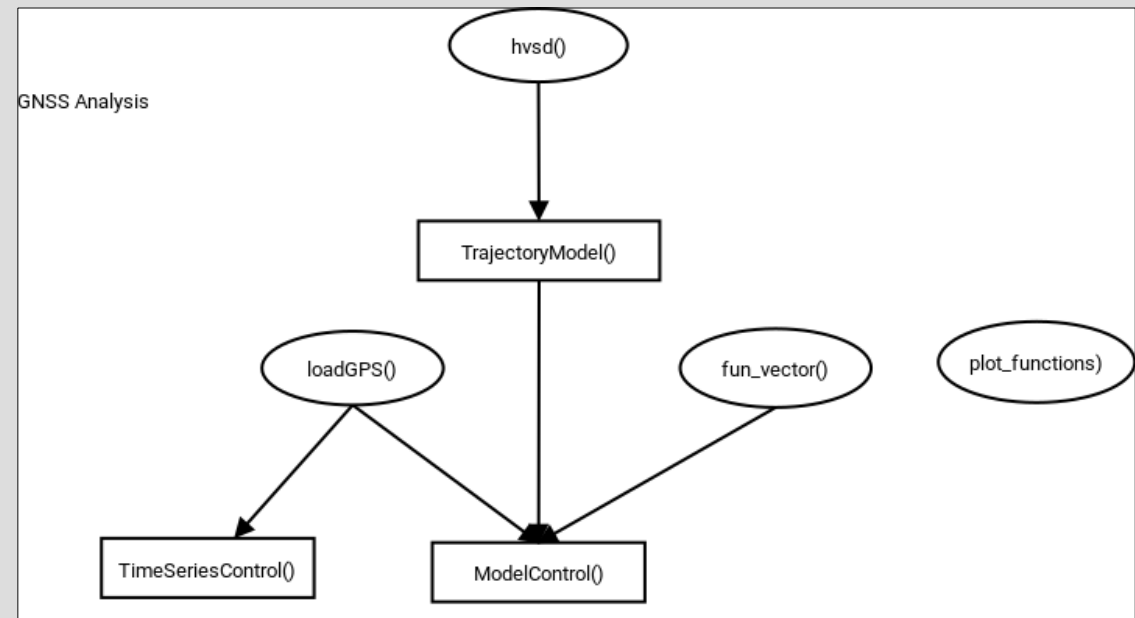 hvsd()
GNSS Analysis
TrajectoryModel()
loadGPS()
fun_vector()
plot_functions)
TimeSeriesControl()
ModelControl()